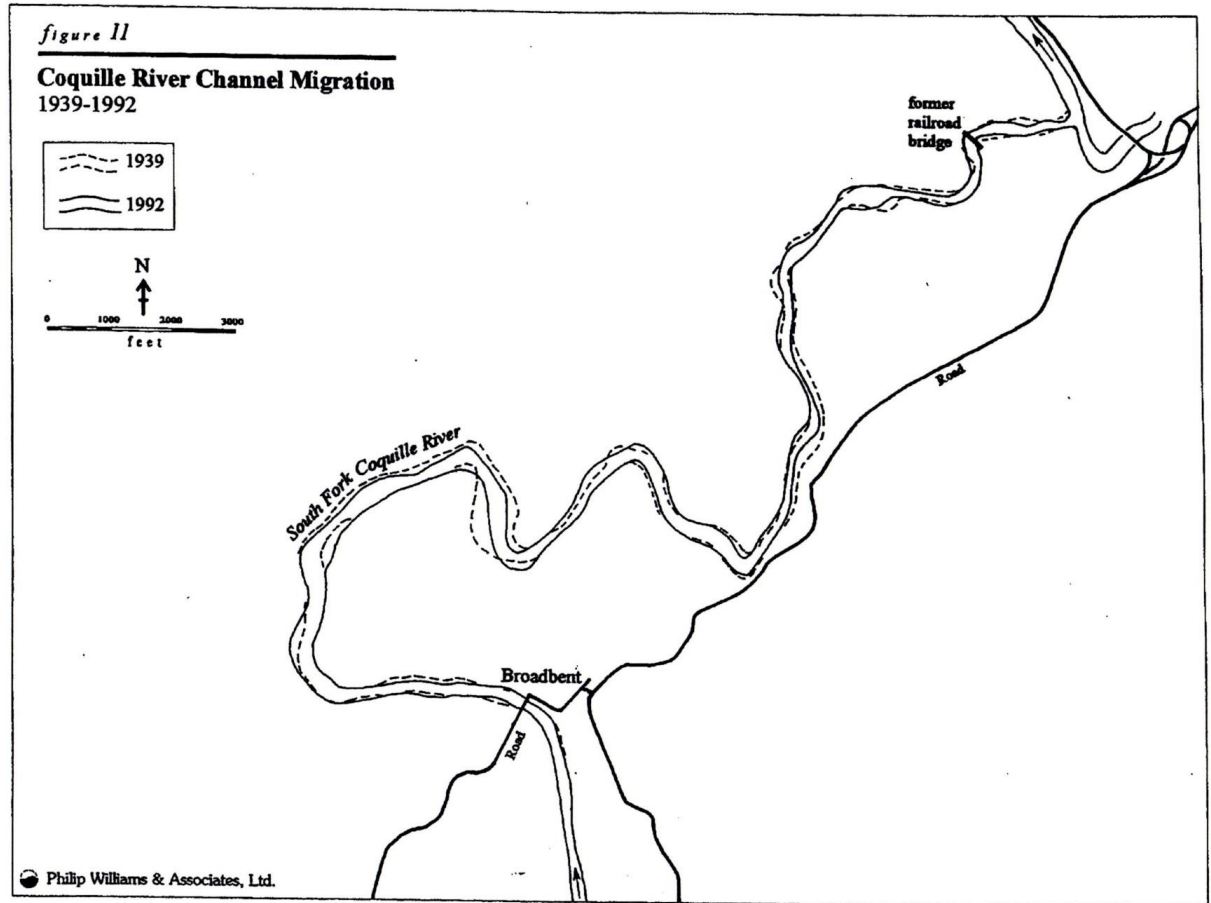 figure 11
Coquille River Channel Migration
1939-1992
1939
1992
N
0 1000 2000 3000
feet
former
railroad
bridge
Road
South Fork Coquille River
Broadbent
Road
Philip Williams & Associates, Ltd.